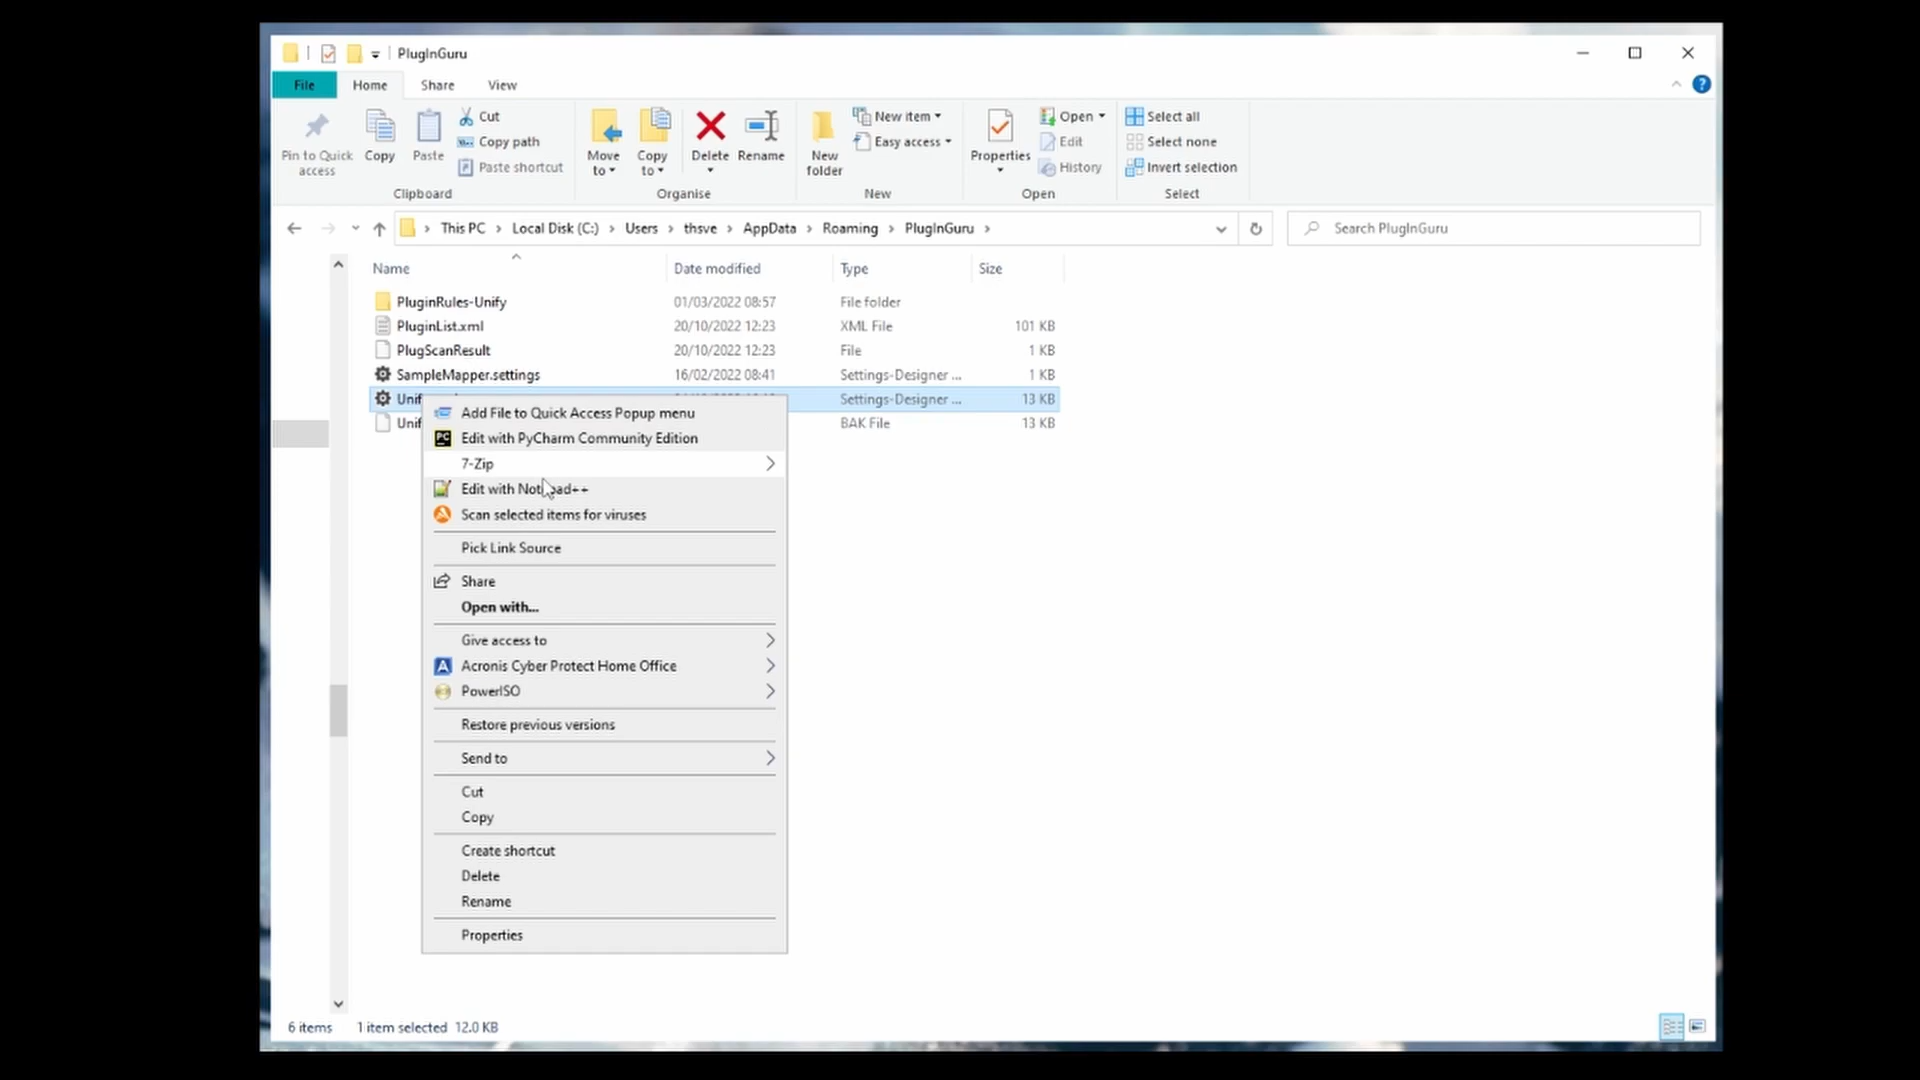 PlugInGuru
File Home Share View
Pin to Quick access
Copy
Paste
Cut
Copy path
Paste shortcut
Clipboard
Move to
Copy to
Delete
Rename
Organise
New folder
New item
Easy access
New
Properties
Open
Edit
History
Open
Select all
Select none
Invert selection
Select
This PC > Local Disk (C:) > Users > thsve > AppData > Roaming > PlugInGuru >
Search PlugInGuru
Name Date modified Type Size
PluginRules-Unify 01/03/2022 08:57 File folder
PluginList.xml 20/10/2022 12:23 XML File 101 KB
PlugScanResult 20/10/2022 12:23 File 1 KB
SampleMapper.settings 16/02/2022 08:41 Settings-Designer ... 1 KB
Unif Settings-Designer ... 13 KB
Unif BAK File 13 KB
Add File to Quick Access Popup menu
Edit with PyCharm Community Edition
7-Zip
Edit with Notepad++
Scan selected items for viruses
Pick Link Source
Share
Open with...
Give access to
Acronis Cyber Protect Home Office
PowerISO
Restore previous versions
Send to
Cut
Copy
Create shortcut
Delete
Rename
Properties
6 items 1 item selected 12.0 KB